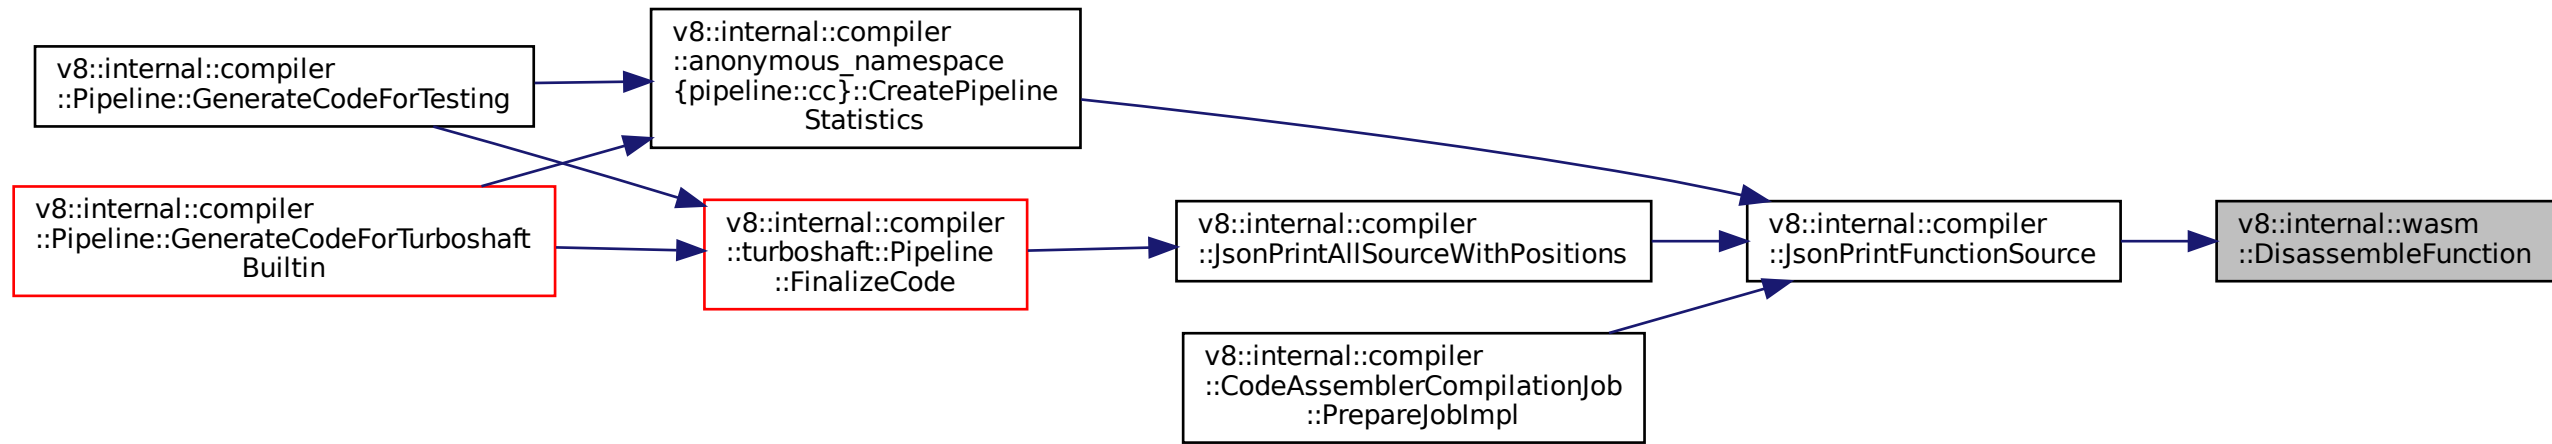 v8::internal::compiler
::Pipeline::GenerateCodeForTesting
v8::internal::compiler
::anonymous_namespace
{pipeline::cc}::CreatePipeline
Statistics
v8::internal::compiler
::Pipeline::GenerateCodeForTurboshaft
Builtin
v8::internal::compiler
::turboshaft::Pipeline
::FinalizeCode
v8::internal::compiler
::JsonPrintAllSourceWithPositions
v8::internal::compiler
::JsonPrintFunctionSource
v8::internal::wasm
::DisassembleFunction
v8::internal::compiler
::CodeAssemblerCompilationJob
::PrepareJobImpl